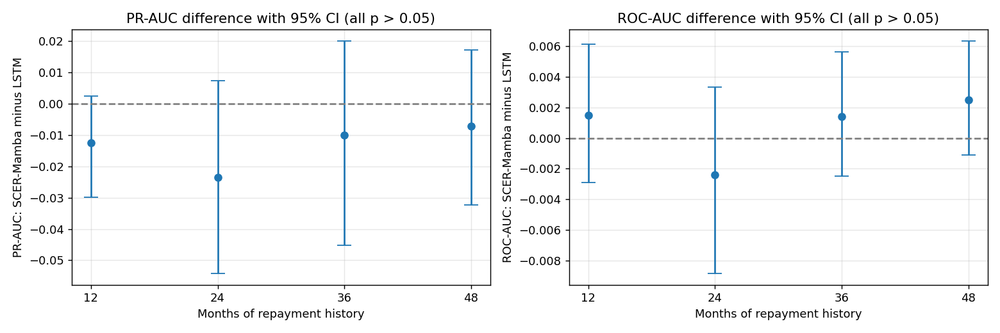 PR-AUC difference with 95% CI (all p > 0.05)
PR-AUC: SCER-Mamba minus LSTM
0.02
0.01
0.00
−0.01
−0.02
−0.03
−0.04
−0.05
12 24 36 48
Months of repayment history
ROC-AUC difference with 95% CI (all p > 0.05)
ROC-AUC: SCER-Mamba minus LSTM
0.006
0.004
0.002
0.000
−0.002
−0.004
−0.006
−0.008
12 24 36 48
Months of repayment history